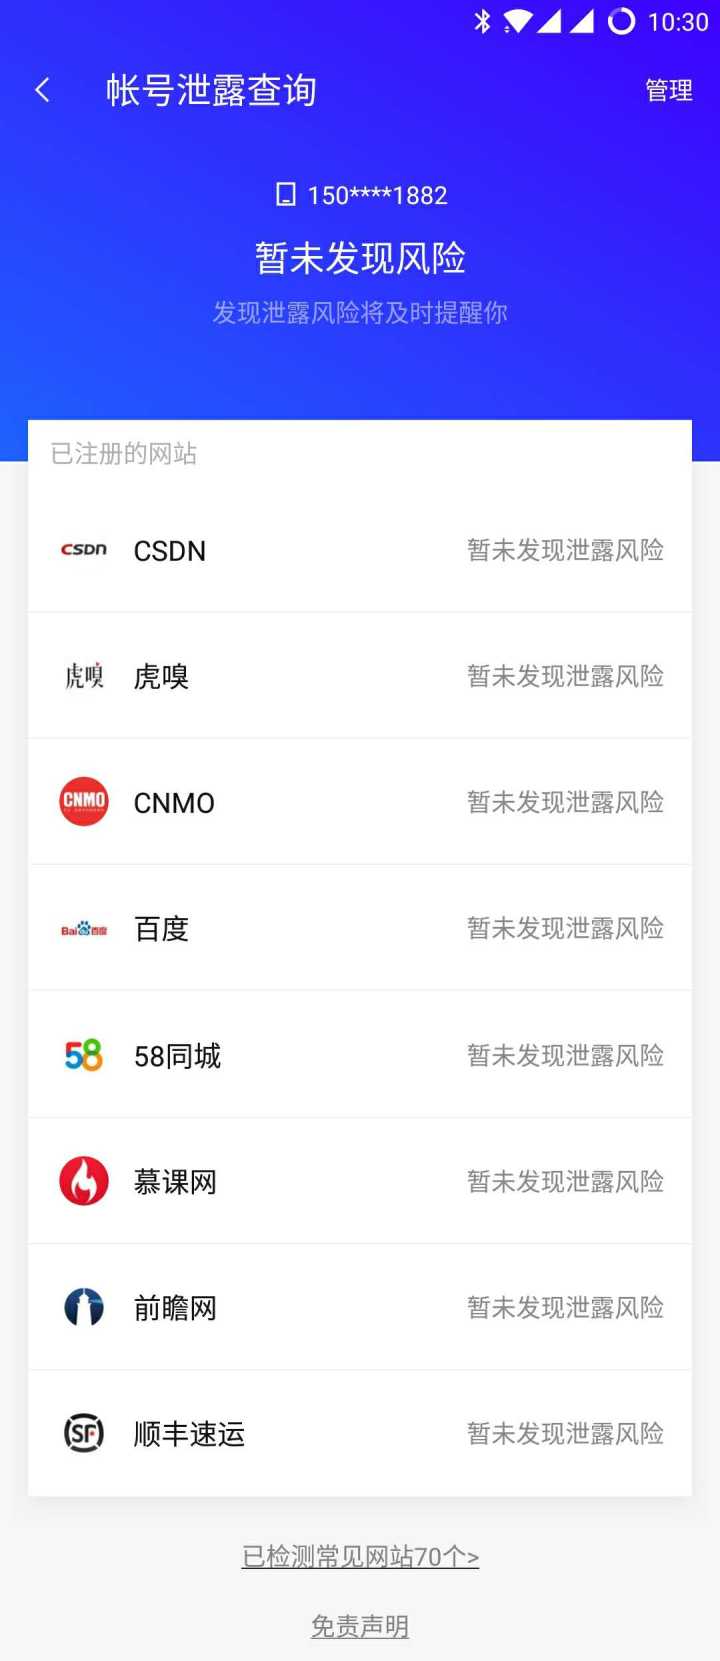 10:30
帐号泄露查询
管理
150****1882
暂未发现风险
发现泄露风险将及时提醒你
已注册的网站
CSDN CSDN 暂未发现泄露风险
虎嗅 虎嗅 暂未发现泄露风险
CNMO CNMO 暂未发现泄露风险
Bai百度 百度 暂未发现泄露风险
58 58同城 暂未发现泄露风险
慕课网 暂未发现泄露风险
前瞻网 暂未发现泄露风险
SF 顺丰速运 暂未发现泄露风险
已检测常见网站70个>
免责声明